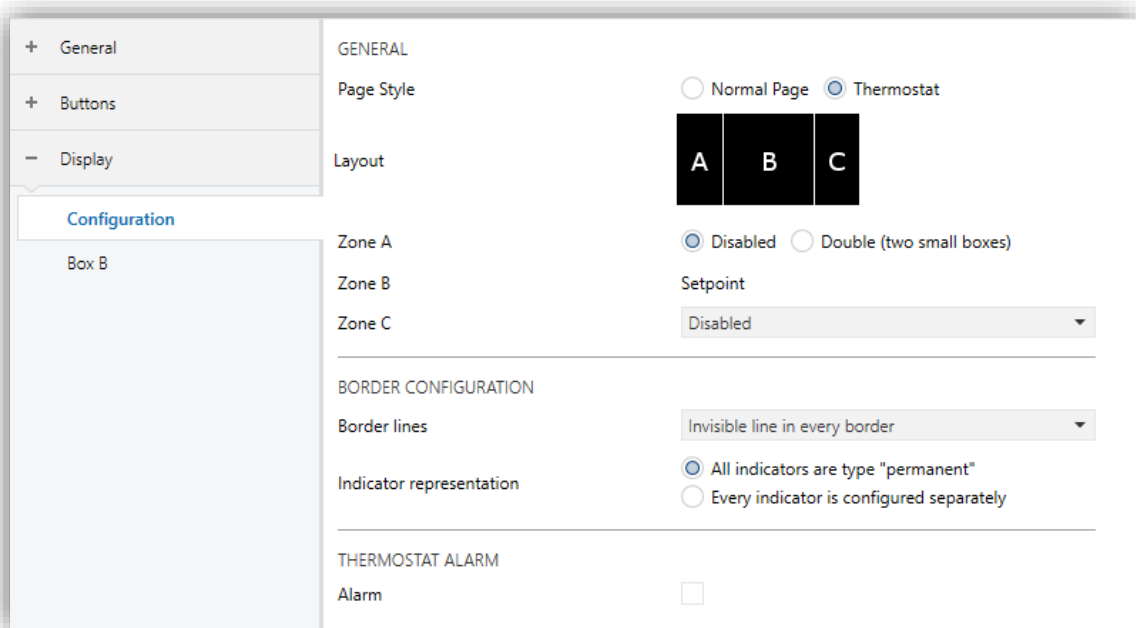 General
Buttons
Display
Configuration
Box B
GENERAL
Page Style
Normal Page
Thermostat
Layout
A B C
Zone A
Disabled
Double (two small boxes)
Zone B
Setpoint
Zone C
Disabled
BORDER CONFIGURATION
Border lines
Invisible line in every border
Indicator representation
All indicators are type "permanent"
Every indicator is configured separately
THERMOSTAT ALARM
Alarm